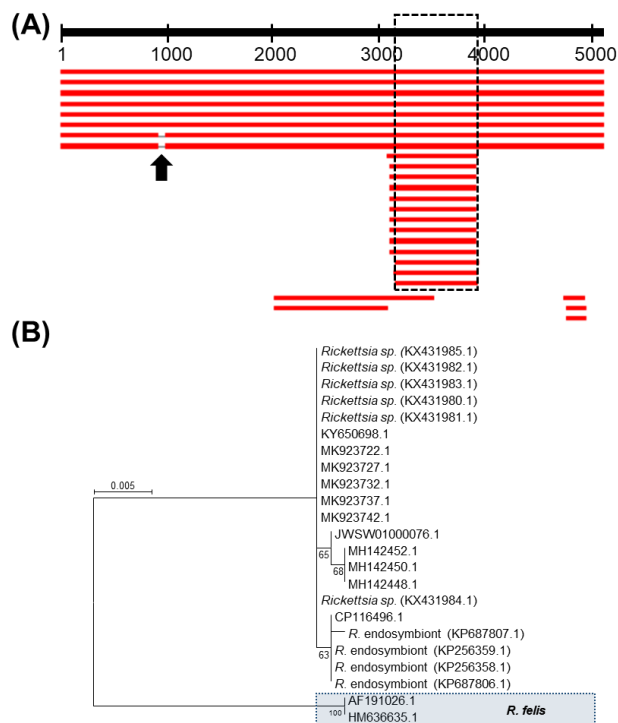 (A)
1 1000 2000 3000 4000 5000
(B)
Rickettsia sp. (KX431985.1)
Rickettsia sp. (KX431982.1)
Rickettsia sp. (KX431983.1)
Rickettsia sp. (KX431980.1)
Rickettsia sp. (KX431981.1)
KY650698.1
MK923722.1
MK923727.1
0.005
MK923732.1
MK923737.1
MK923742.1
JWSW01000076.1
65
MH142452.1
68
MH142450.1
MH142448.1
Rickettsia sp. (KX431984.1)
CP116496.1
R. endosymbiont (KP687807.1)
63
R. endosymbiont (KP256359.1)
R. endosymbiont (KP256358.1)
R. endosymbiont (KP687806.1)
AF191026.1
R. felis
100
HM636635.1